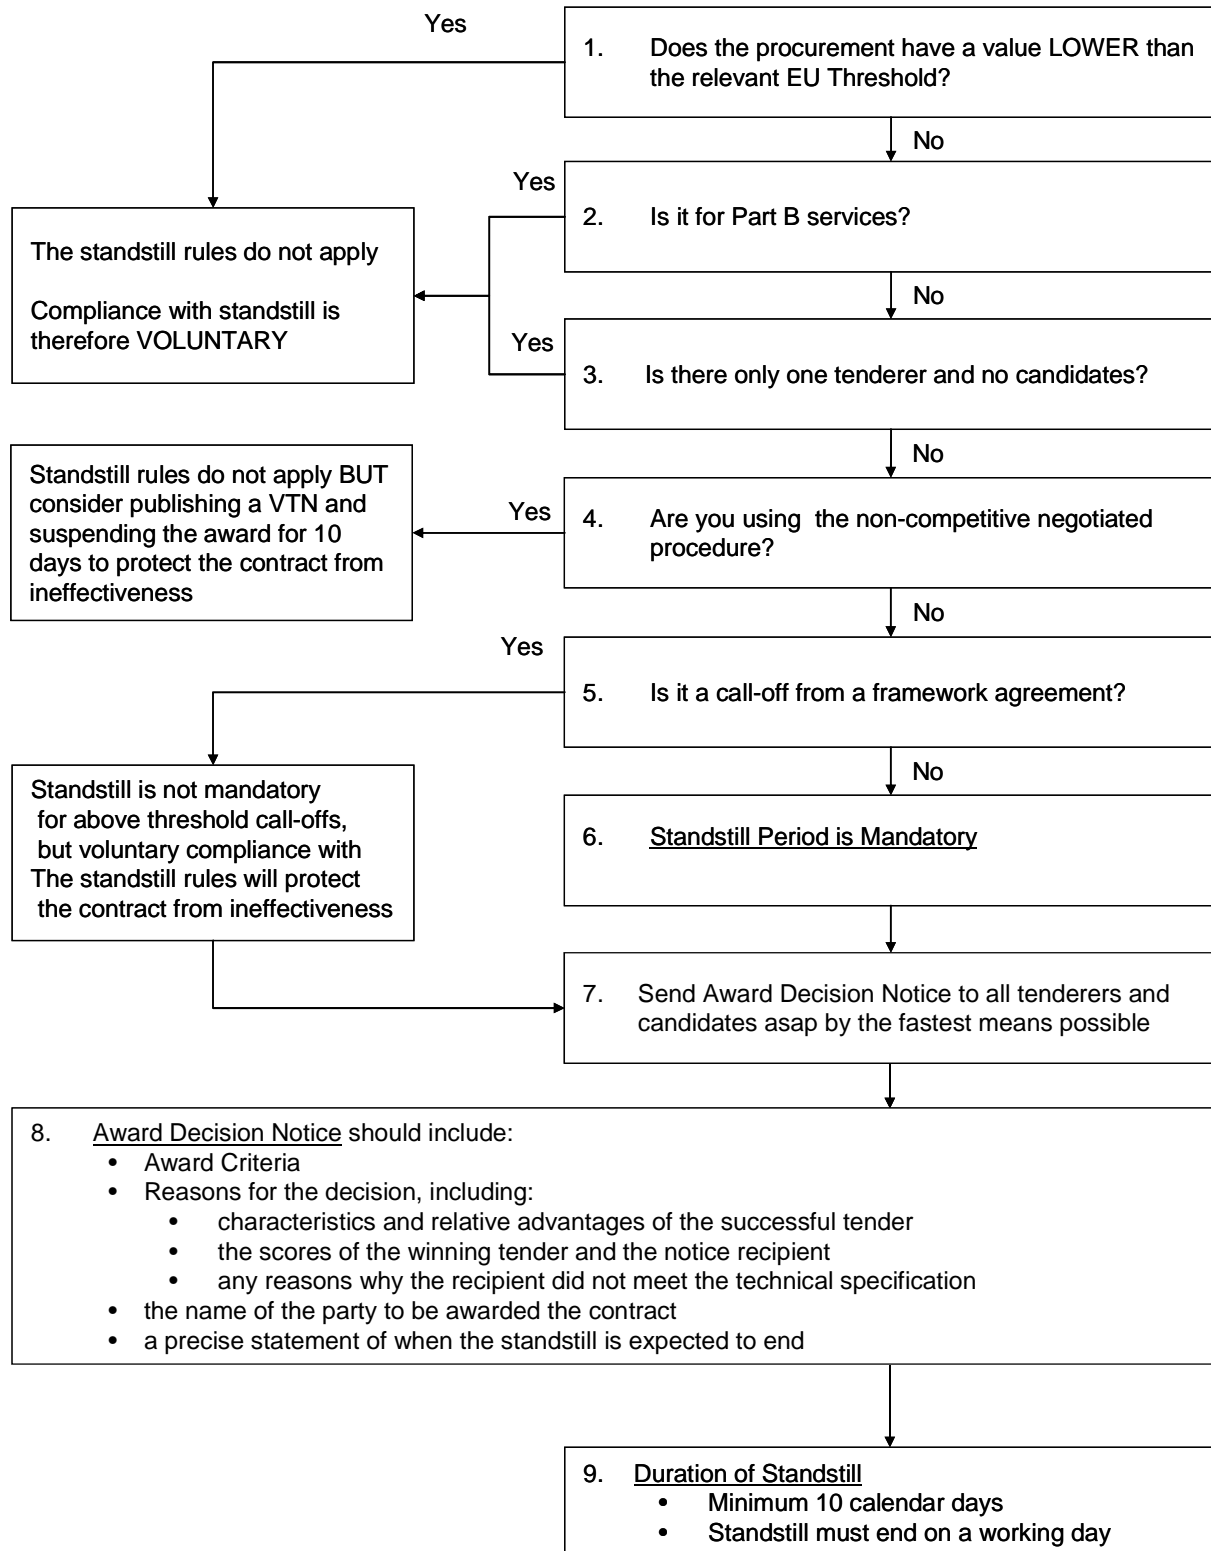 Yes
1. Does the procurement have a value LOWER than
the relevant EU Threshold?
No
Yes
2. Is it for Part B services?
The standstill rules do not apply
Compliance with standstill is
therefore VOLUNTARY
No
Yes
3. Is there only one tenderer and no candidates?
No
Standstill rules do not apply BUT
consider publishing a VTN and
suspending the award for 10
days to protect the contract from
ineffectiveness
Yes
4. Are you using the non-competitive negotiated
procedure?
No
Yes
5. Is it a call-off from a framework agreement?
No
Standstill is not mandatory
for above threshold call-offs,
but voluntary compliance with
The standstill rules will protect
the contract from ineffectiveness
6. Standstill Period is Mandatory
7. Send Award Decision Notice to all tenderers and
candidates asap by the fastest means possible
8. Award Decision Notice should include:
• Award Criteria
• Reasons for the decision, including:
• characteristics and relative advantages of the successful tender
• the scores of the winning tender and the notice recipient
• any reasons why the recipient did not meet the technical specification
• the name of the party to be awarded the contract
• a precise statement of when the standstill is expected to end
9. Duration of Standstill
• Minimum 10 calendar days
• Standstill must end on a working day